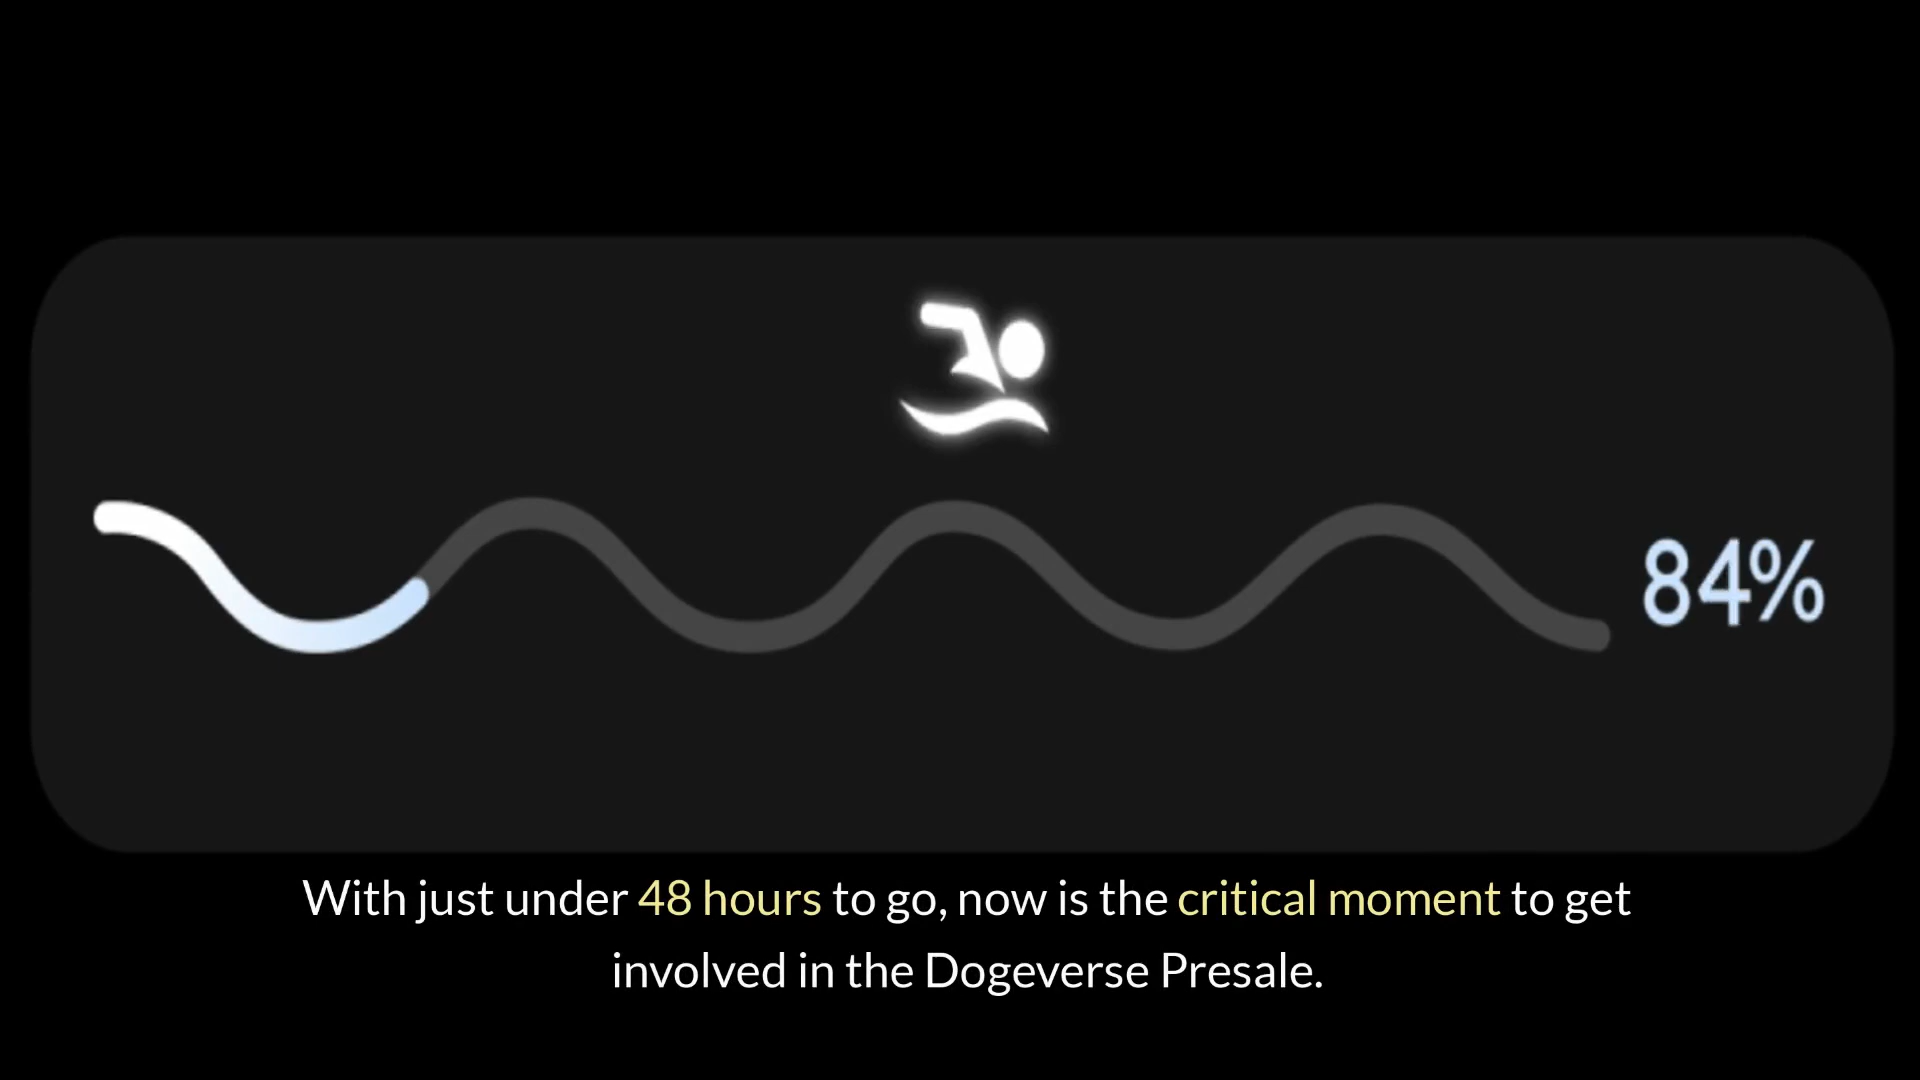 84%
With just under 48 hours to go, now is the critical moment to get
involved in the Dogeverse Presale.